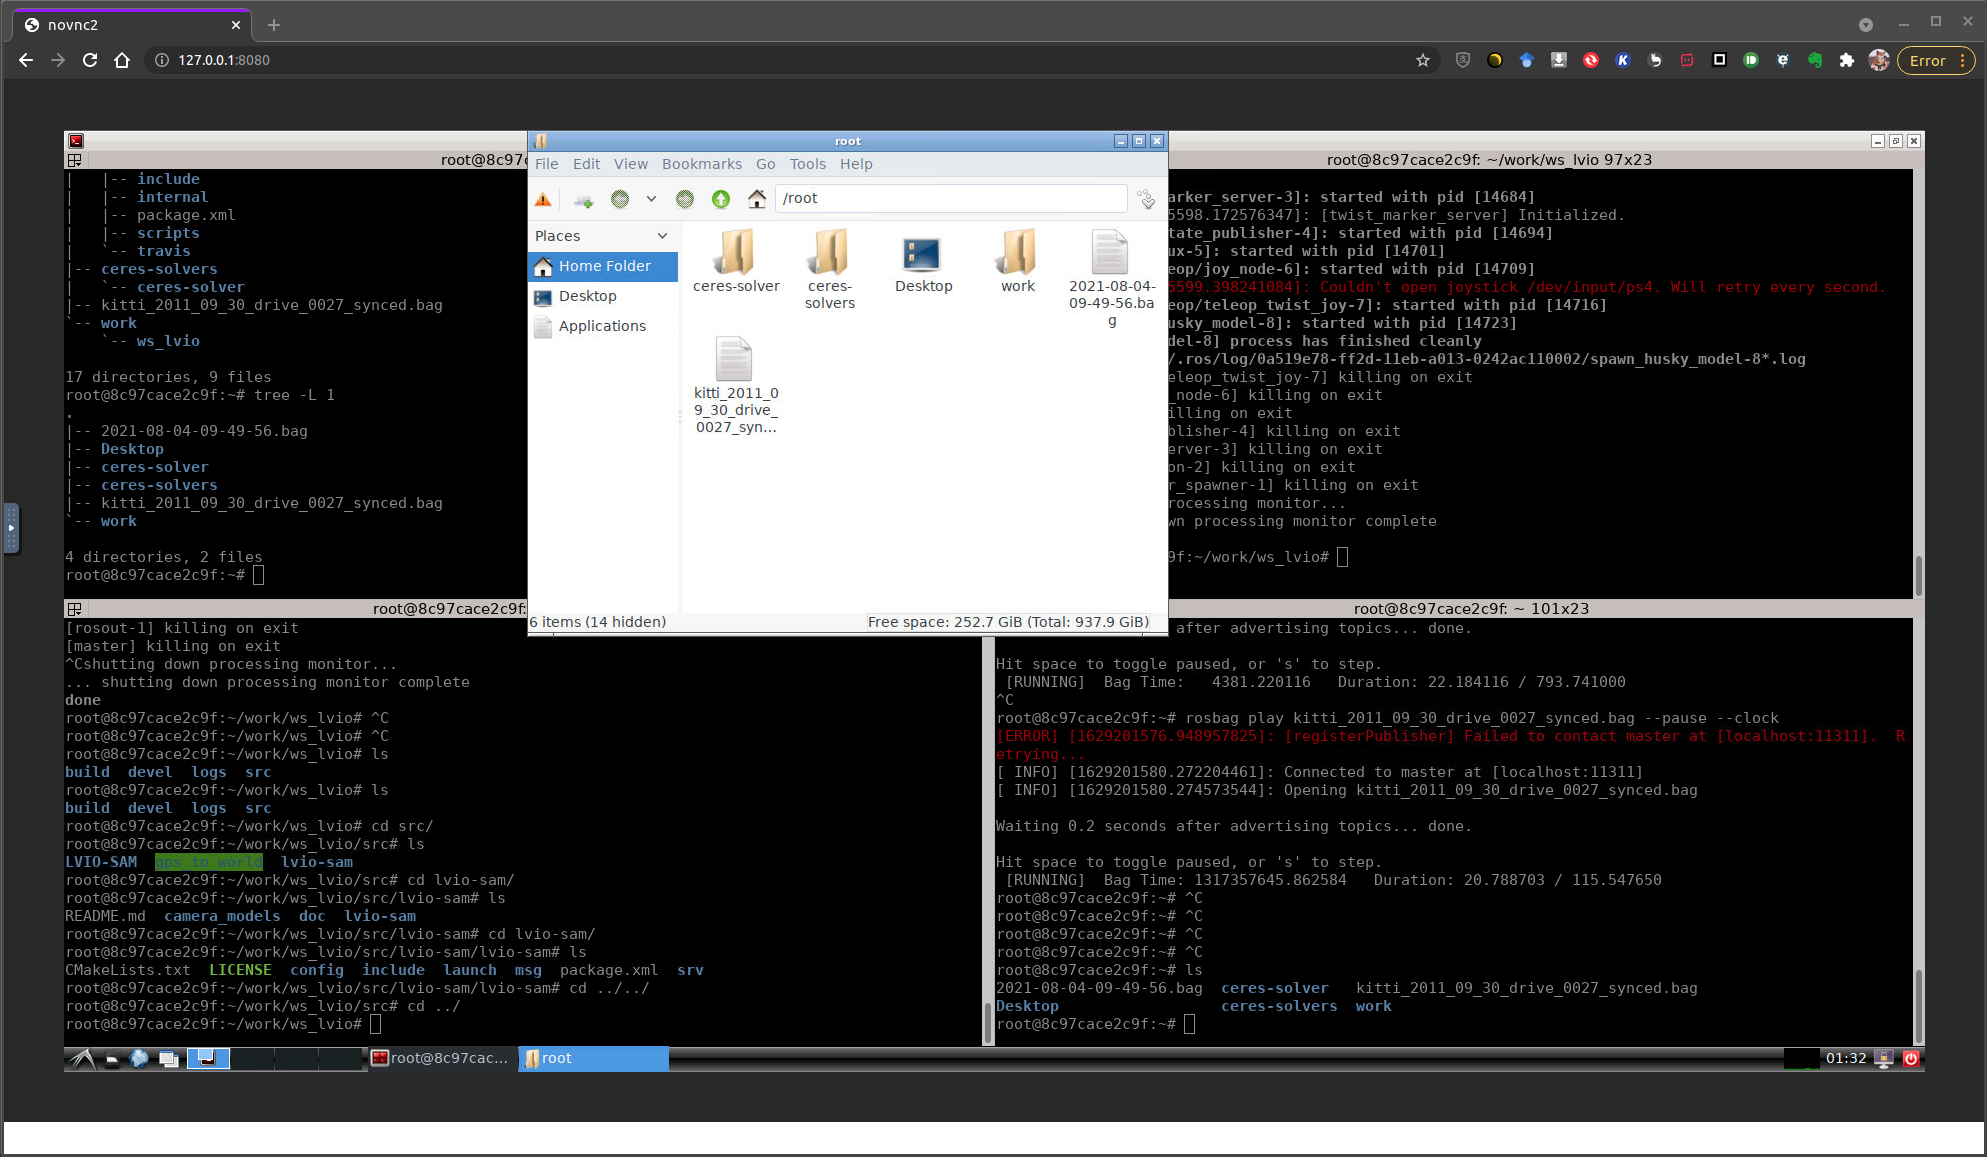 novnc2
127.0.0.1:8080
Error
root@8c97c
|   |-- include
|   |-- internal
|   |-- package.xml
|   |-- scripts
|   `-- travis
|-- ceres-solvers
|   `-- ceres-solver
|-- kitti_2011_09_30_drive_0027_synced.bag
`-- work
    `-- ws_lvio
17 directories, 9 files
root@8c97cace2c9f:~# tree -L 1
.
|-- 2021-08-04-09-49-56.bag
|-- Desktop
|-- ceres-solver
|-- ceres-solvers
|-- kitti_2011_09_30_drive_0027_synced.bag
`-- work
4 directories, 2 files
root@8c97cace2c9f:~#
root
File Edit View Bookmarks Go Tools Help
/root
Places
Home Folder
Desktop
Applications
ceres-solver
ceres-
solvers
Desktop
work
2021-08-04-
09-49-56.ba
g
kitti_2011_0
9_30_drive_
0027_syn...
6 items (14 hidden)
Free space: 252.7 GiB (Total: 937.9 GiB)
root@8c97cace2c9f: ~/work/ws_lvio 97x23
arker_server-3]: started with pid [14684]
5598.172576347]: [twist_marker_server] Initialized.
tate_publisher-4]: started with pid [14694]
ux-5]: started with pid [14701]
eop/joy_node-6]: started with pid [14709]
5599.398241084]: Couldn't open joystick /dev/input/ps4. Will retry every second.
eop/teleop_twist_joy-7]: started with pid [14716]
usky_model-8]: started with pid [14723]
del-8] process has finished cleanly
/.ros/log/0a519e78-ff2d-11eb-a013-0242ac110002/spawn_husky_model-8*.log
eleop_twist_joy-7] killing on exit
_node-6] killing on exit
illing on exit
blisher-4] killing on exit
erver-3] killing on exit
on-2] killing on exit
r_spawner-1] killing on exit
rocessing monitor...
wn processing monitor complete
9f:~/work/ws_lvio#
root@8c97cace2c9f:
[rosout-1] killing on exit
[master] killing on exit
^Cshutting down processing monitor...
... shutting down processing monitor complete
done
root@8c97cace2c9f:~/work/ws_lvio# ^C
root@8c97cace2c9f:~/work/ws_lvio# ^C
root@8c97cace2c9f:~/work/ws_lvio# ls
build  devel  logs  src
root@8c97cace2c9f:~/work/ws_lvio# ls
build  devel  logs  src
root@8c97cace2c9f:~/work/ws_lvio# cd src/
root@8c97cace2c9f:~/work/ws_lvio/src# ls
LVIO-SAM  gps_to_world  lvio-sam
root@8c97cace2c9f:~/work/ws_lvio/src# cd lvio-sam/
root@8c97cace2c9f:~/work/ws_lvio/src/lvio-sam# ls
README.md  camera_models  doc  lvio-sam
root@8c97cace2c9f:~/work/ws_lvio/src/lvio-sam# cd lvio-sam/
root@8c97cace2c9f:~/work/ws_lvio/src/lvio-sam/lvio-sam# ls
CMakeLists.txt  LICENSE  config  include  launch  msg  package.xml  srv
root@8c97cace2c9f:~/work/ws_lvio/src/lvio-sam/lvio-sam# cd ../../
root@8c97cace2c9f:~/work/ws_lvio/src# cd ../
root@8c97cace2c9f:~/work/ws_lvio#
root@8c97cace2c9f: ~ 101x23
after advertising topics... done.
Hit space to toggle paused, or 's' to step.
[RUNNING]  Bag Time:   4381.220116   Duration: 22.184116 / 793.741000
^C
root@8c97cace2c9f:~# rosbag play kitti_2011_09_30_drive_0027_synced.bag --pause --clock
[ERROR] [1629201576.948957825]: [registerPublisher] Failed to contact master at [localhost:11311].  R
etrying...
[ INFO] [1629201580.272204461]: Connected to master at [localhost:11311]
[ INFO] [1629201580.274573544]: Opening kitti_2011_09_30_drive_0027_synced.bag
Waiting 0.2 seconds after advertising topics... done.
Hit space to toggle paused, or 's' to step.
[RUNNING]  Bag Time: 1317357645.862584   Duration: 20.788703 / 115.547650
root@8c97cace2c9f:~# ^C
root@8c97cace2c9f:~# ^C
root@8c97cace2c9f:~# ^C
root@8c97cace2c9f:~# ^C
root@8c97cace2c9f:~# ls
2021-08-04-09-49-56.bag  ceres-solver   kitti_2011_09_30_drive_0027_synced.bag
Desktop                  ceres-solvers  work
root@8c97cace2c9f:~#
root@8c97cac...
root
01:32